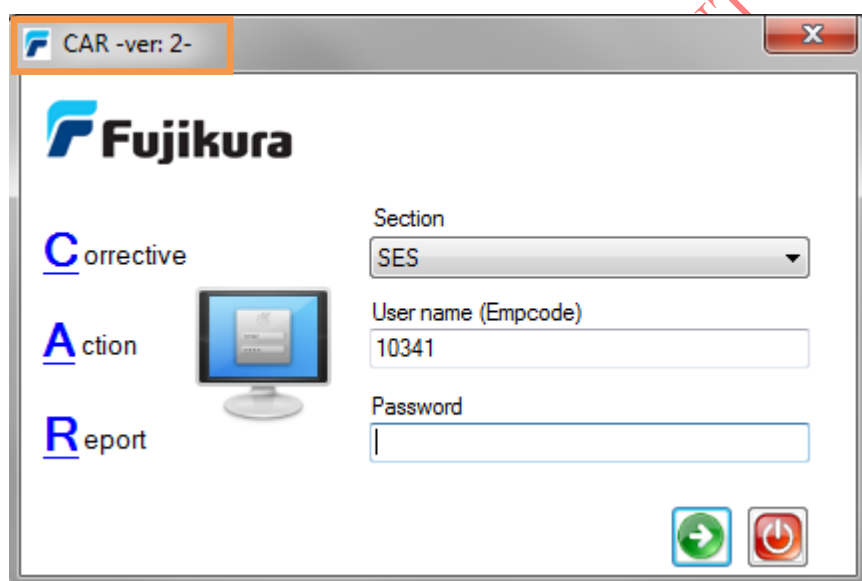 CAR -ver: 2-
Fujikura
Section
Corrective
SES
User name (Empcode)
Action
10341
Password
Report